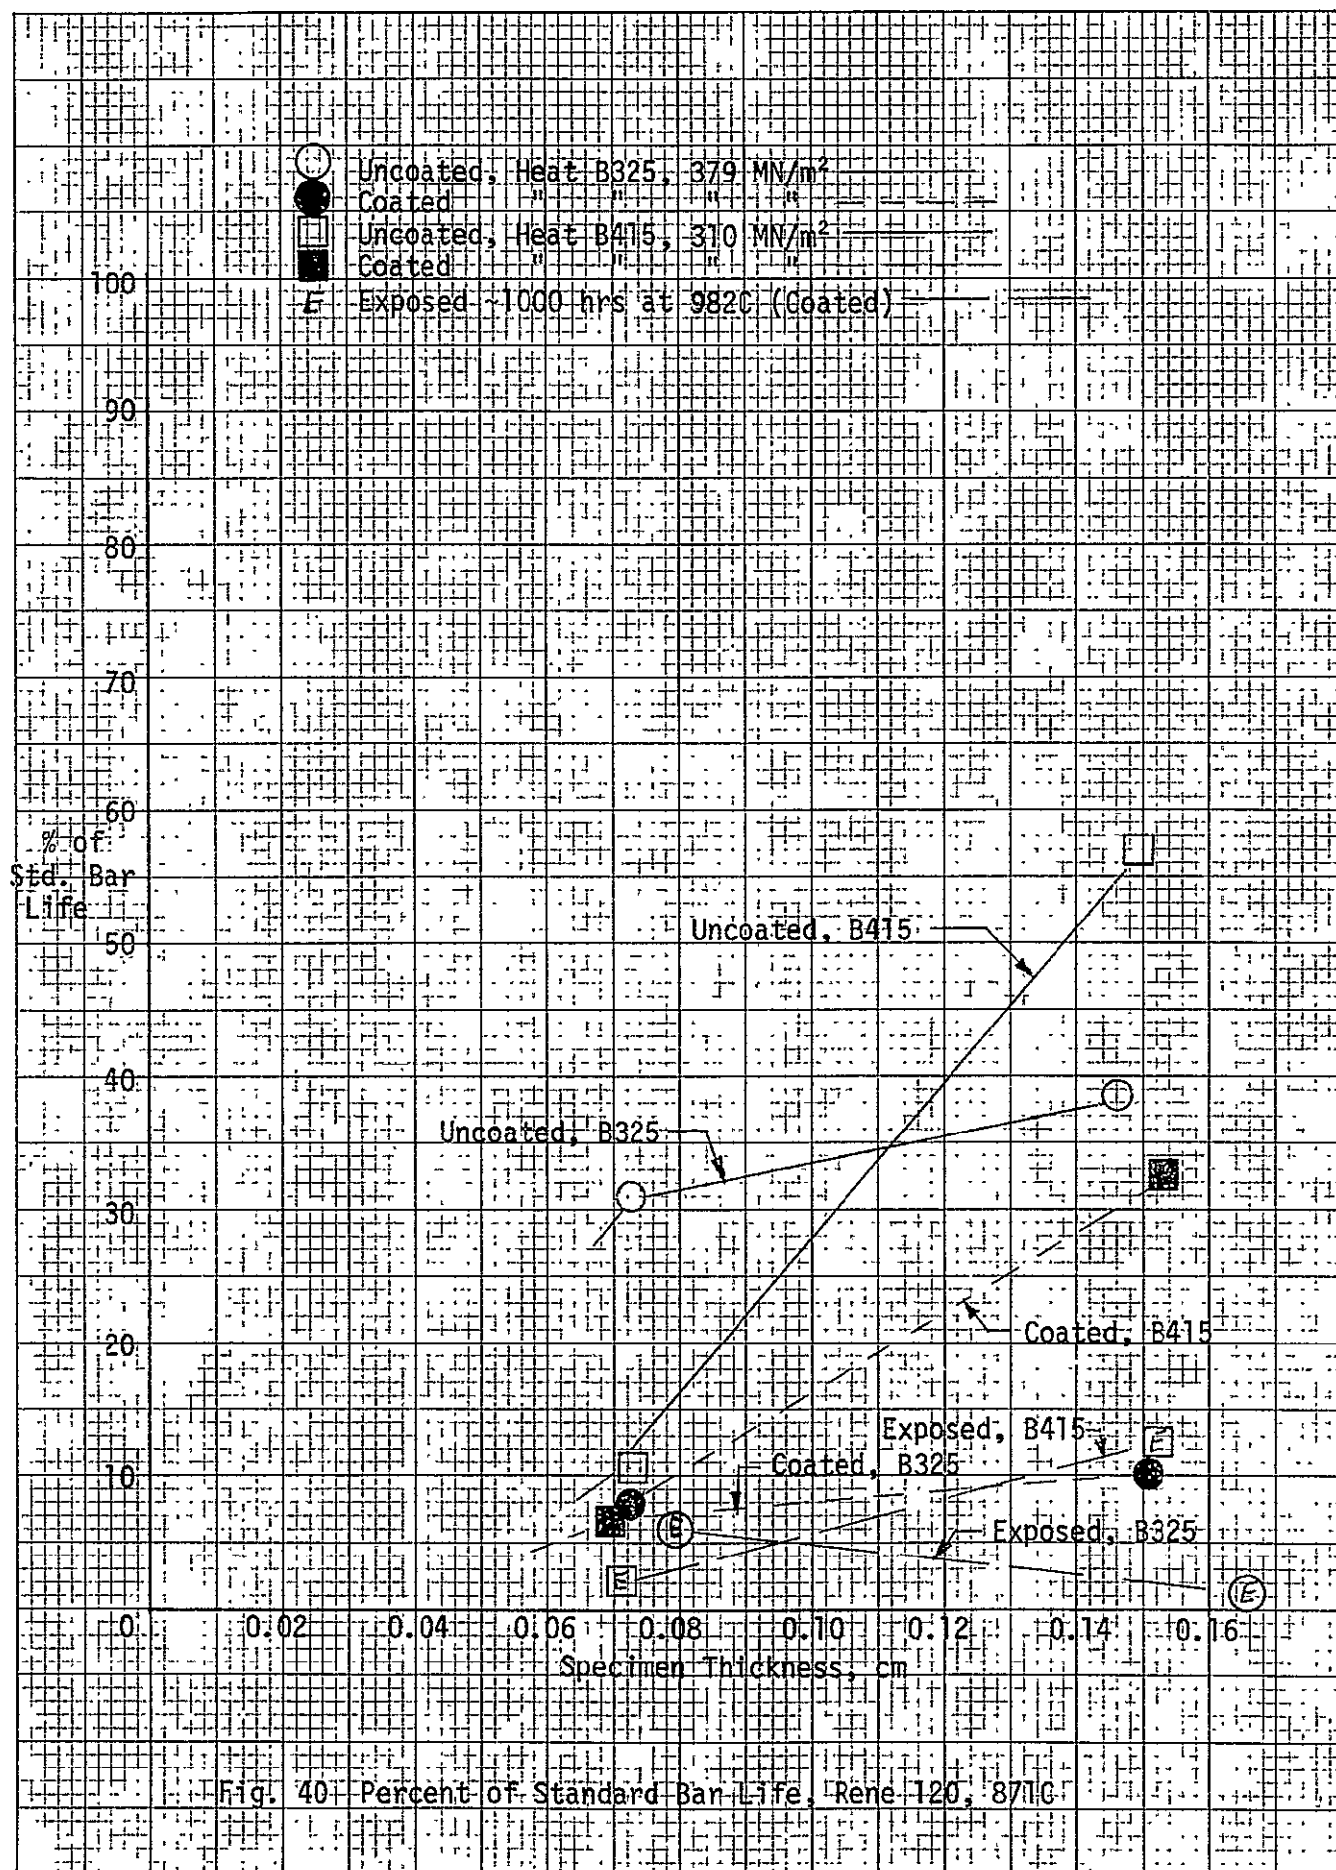 Uncoated, Heat B325, 379 MN/m²
Coated " " " "
Uncoated, Heat B415, 310 MN/m²
Coated " " " "
E Exposed ~1000 hrs at 982C (Coated)
100
90
80
70
60
% of
Std. Bar
Life
50
Uncoated, B415
40
Uncoated, B325
30
20
Coated, B415
Exposed, B415
E
10
Coated, B325
E
Exposed, B325
E
E
0 0.02 0.04 0.06 0.08 0.10 0.12 0.14 0.16
Specimen Thickness, cm
Fig. 40 Percent of Standard Bar Life, Rene 120, 871C